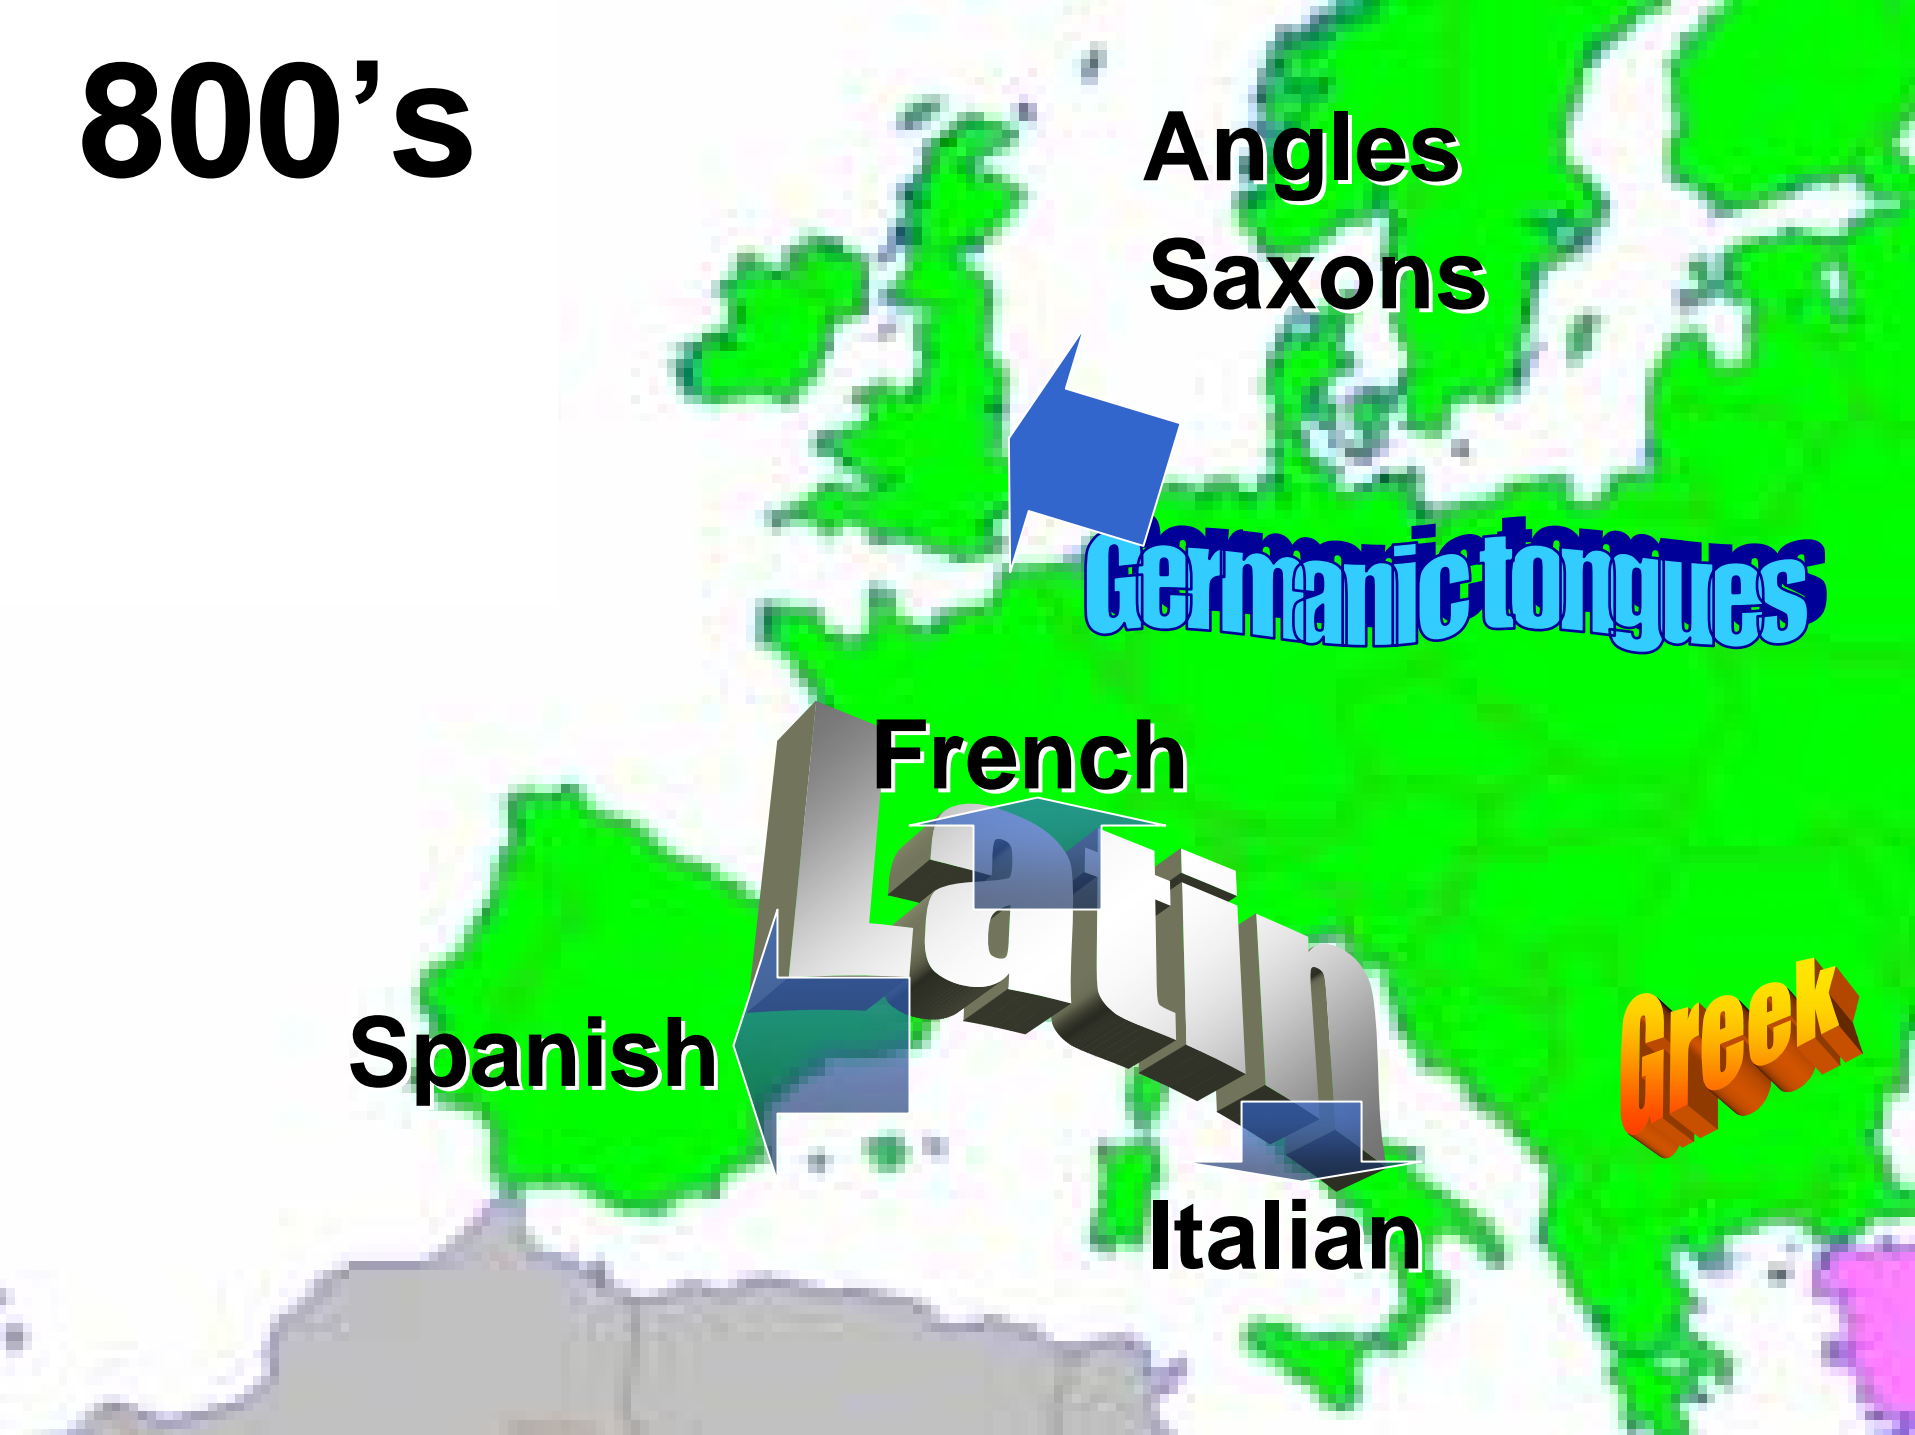 800’s
Angles
Saxons
Germanic tongues
French
Latin
Spanish
Greek
Italian